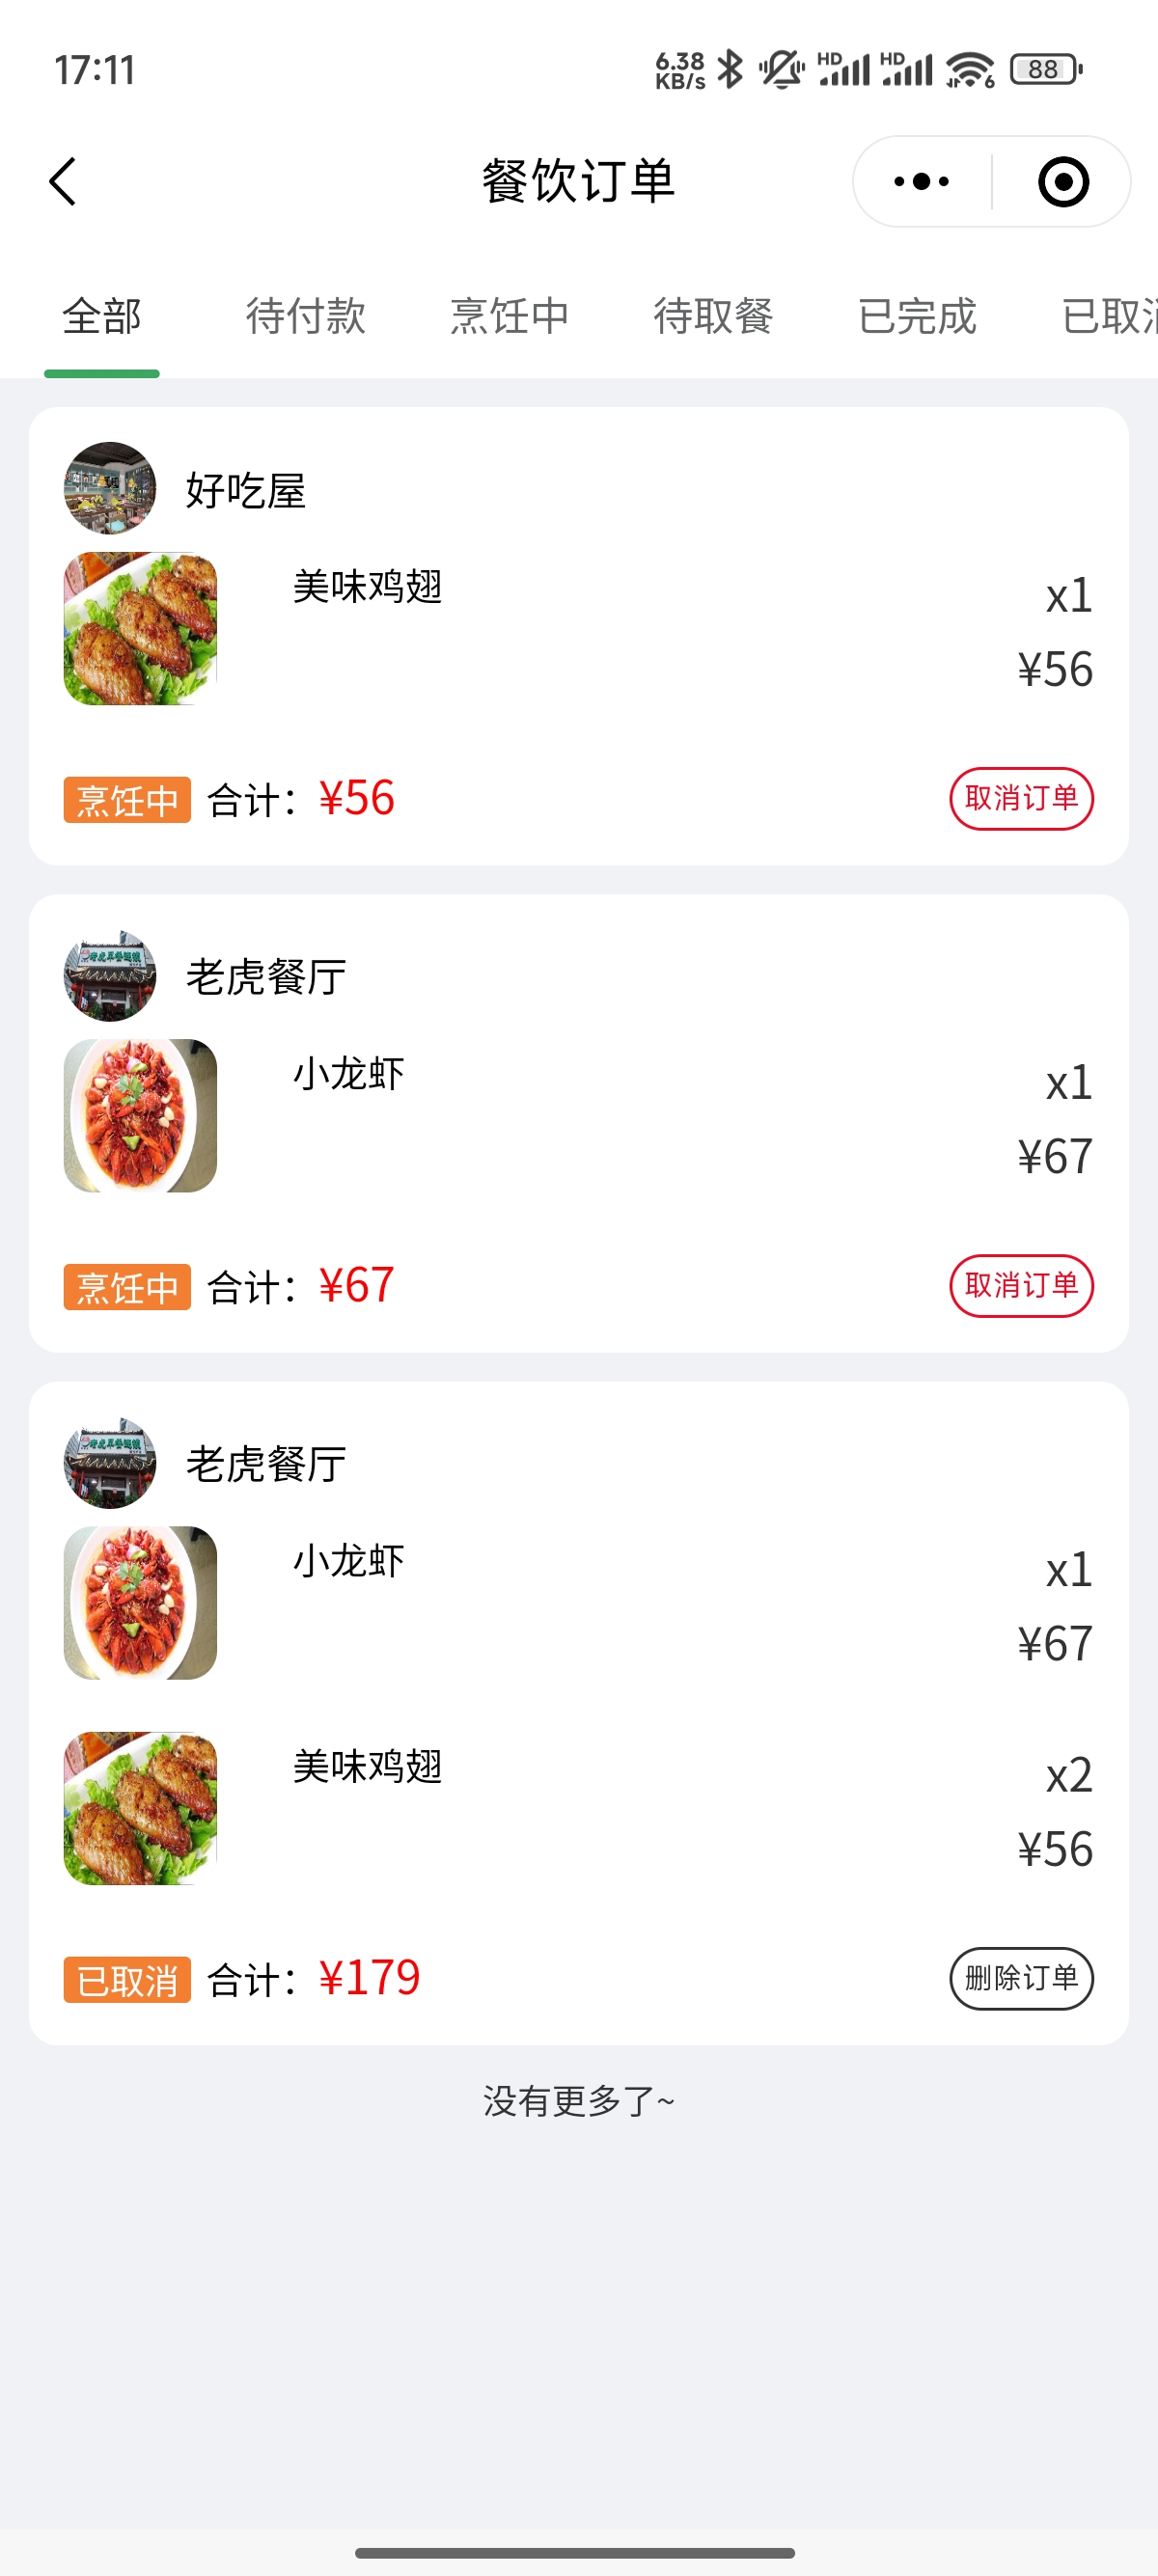 17:11
6.38 KB/s HD HD 6 88
餐饮订单
全部 待付款 烹饪中 待取餐 已完成 已取
好吃屋
美味鸡翅
x1
¥56
烹饪中 合计：¥56 取消订单
老虎餐厅
小龙虾
x1
¥67
烹饪中 合计：¥67 取消订单
老虎餐厅
小龙虾
x1
¥67
美味鸡翅
x2
¥56
已取消 合计：¥179 删除订单
没有更多了~